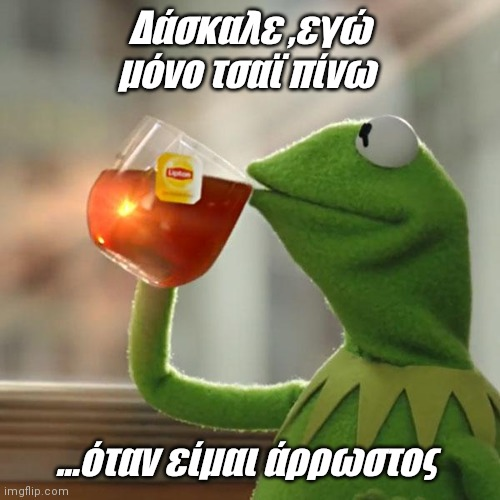 Δάσκαλε ,εγώ
μόνο τσαϊ πίνω
Lipton
...όταν είμαι άρρωστος
imgflip.com